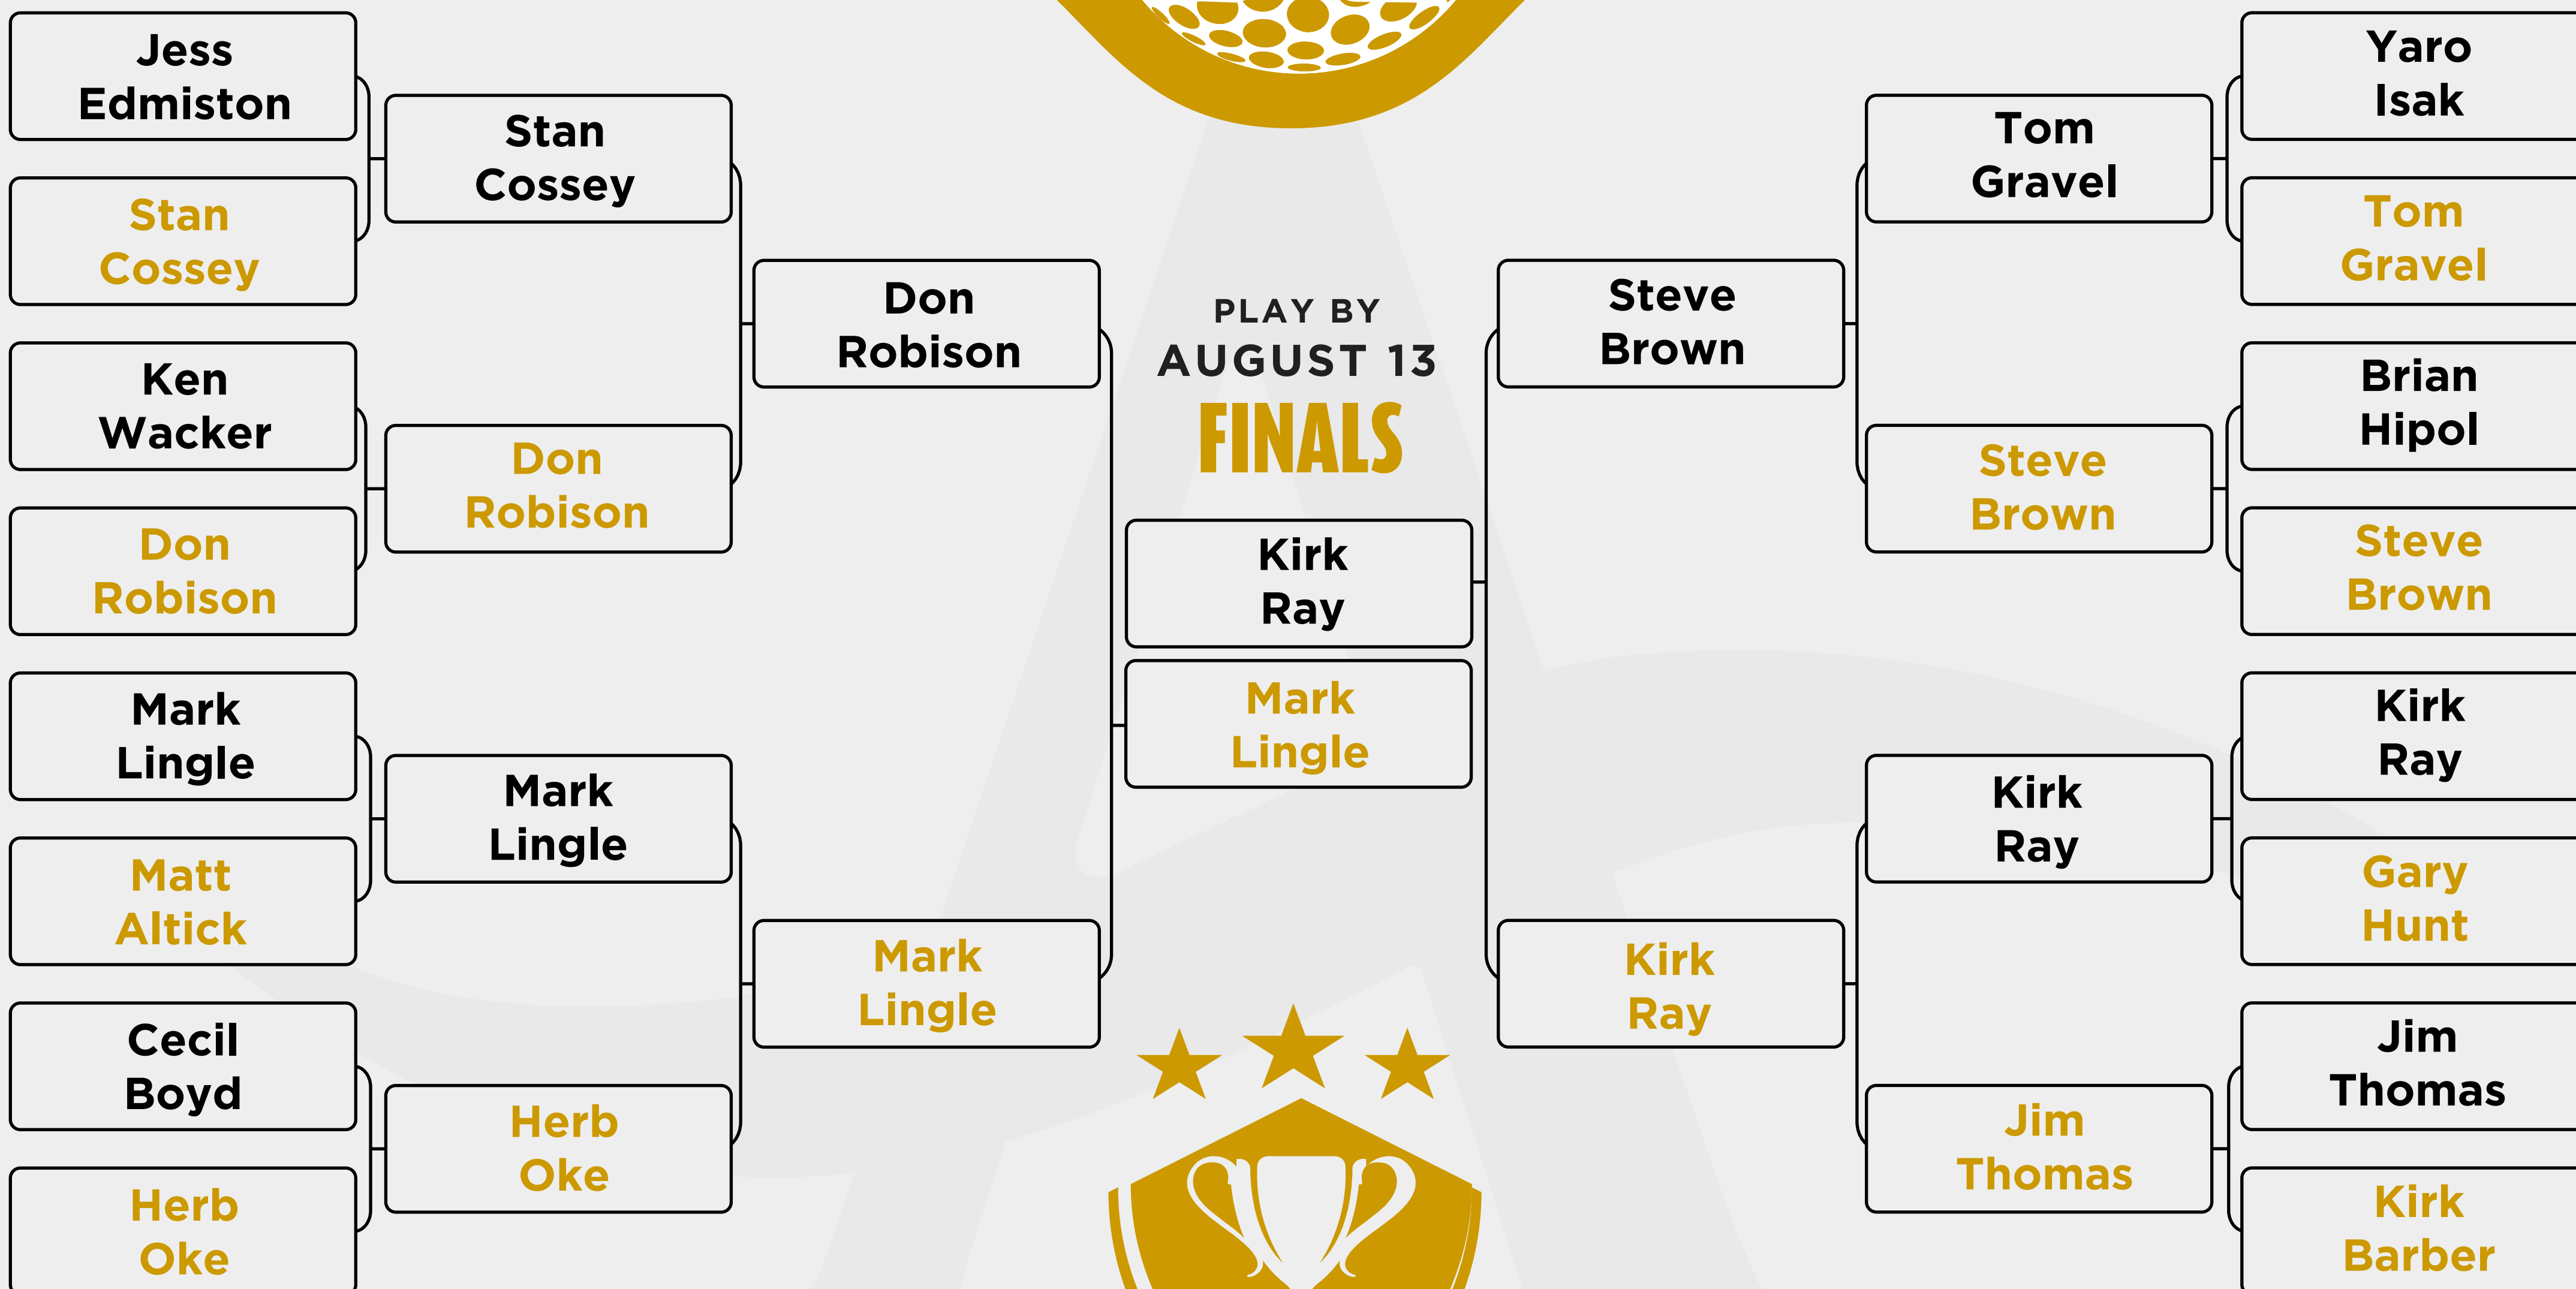 Jess
Edmiston
Stan
Cossey
Ken
Wacker
Don
Robison
Mark
Lingle
Matt
Altick
Cecil
Boyd
Herb
Oke
Stan
Cossey
Don
Robison
Mark
Lingle
Herb
Oke
Don
Robison
Mark
Lingle
PLAY BY
AUGUST 13
FINALS
Kirk
Ray
Mark
Lingle
Steve
Brown
Kirk
Ray
Tom
Gravel
Steve
Brown
Kirk
Ray
Jim
Thomas
Yaro
Isak
Tom
Gravel
Brian
Hipol
Steve
Brown
Kirk
Ray
Gary
Hunt
Jim
Thomas
Kirk
Barber